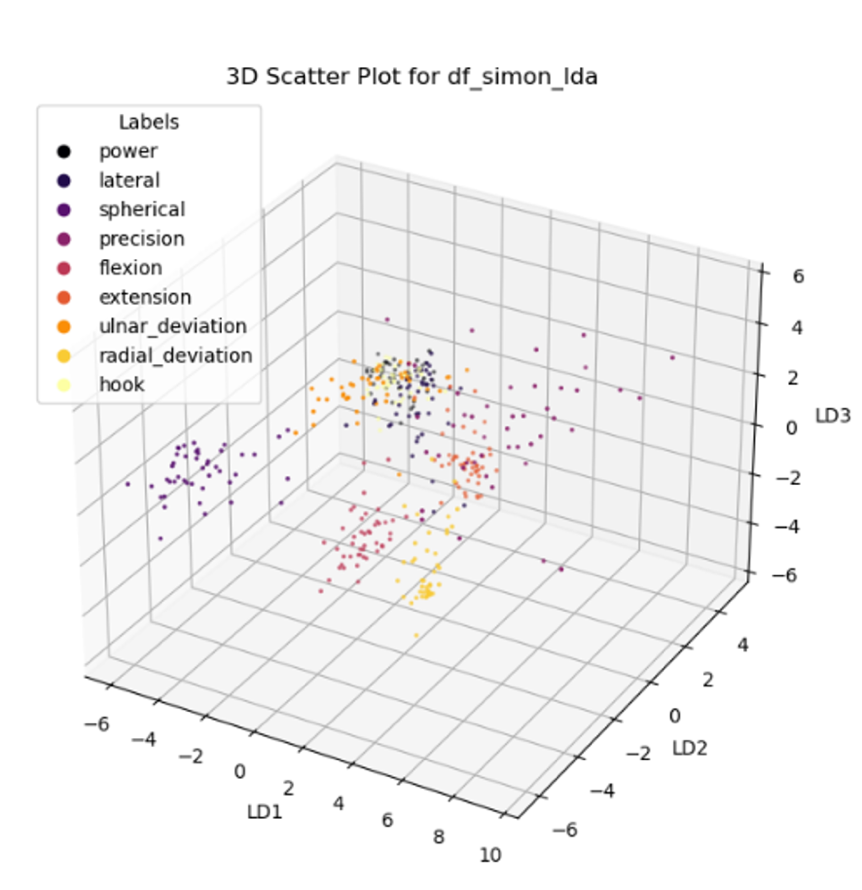 3D Scatter Plot for df_simon_lda
Labels
power
lateral
spherical
precision
flexion
extension
ulnar_deviation
radial_deviation
hook
6
4
2
0
−2
−4
−6
LD3
4
2
0
−2
−4
−6
LD2
−6
−4
−2
0
2
4
6
8
10
LD1